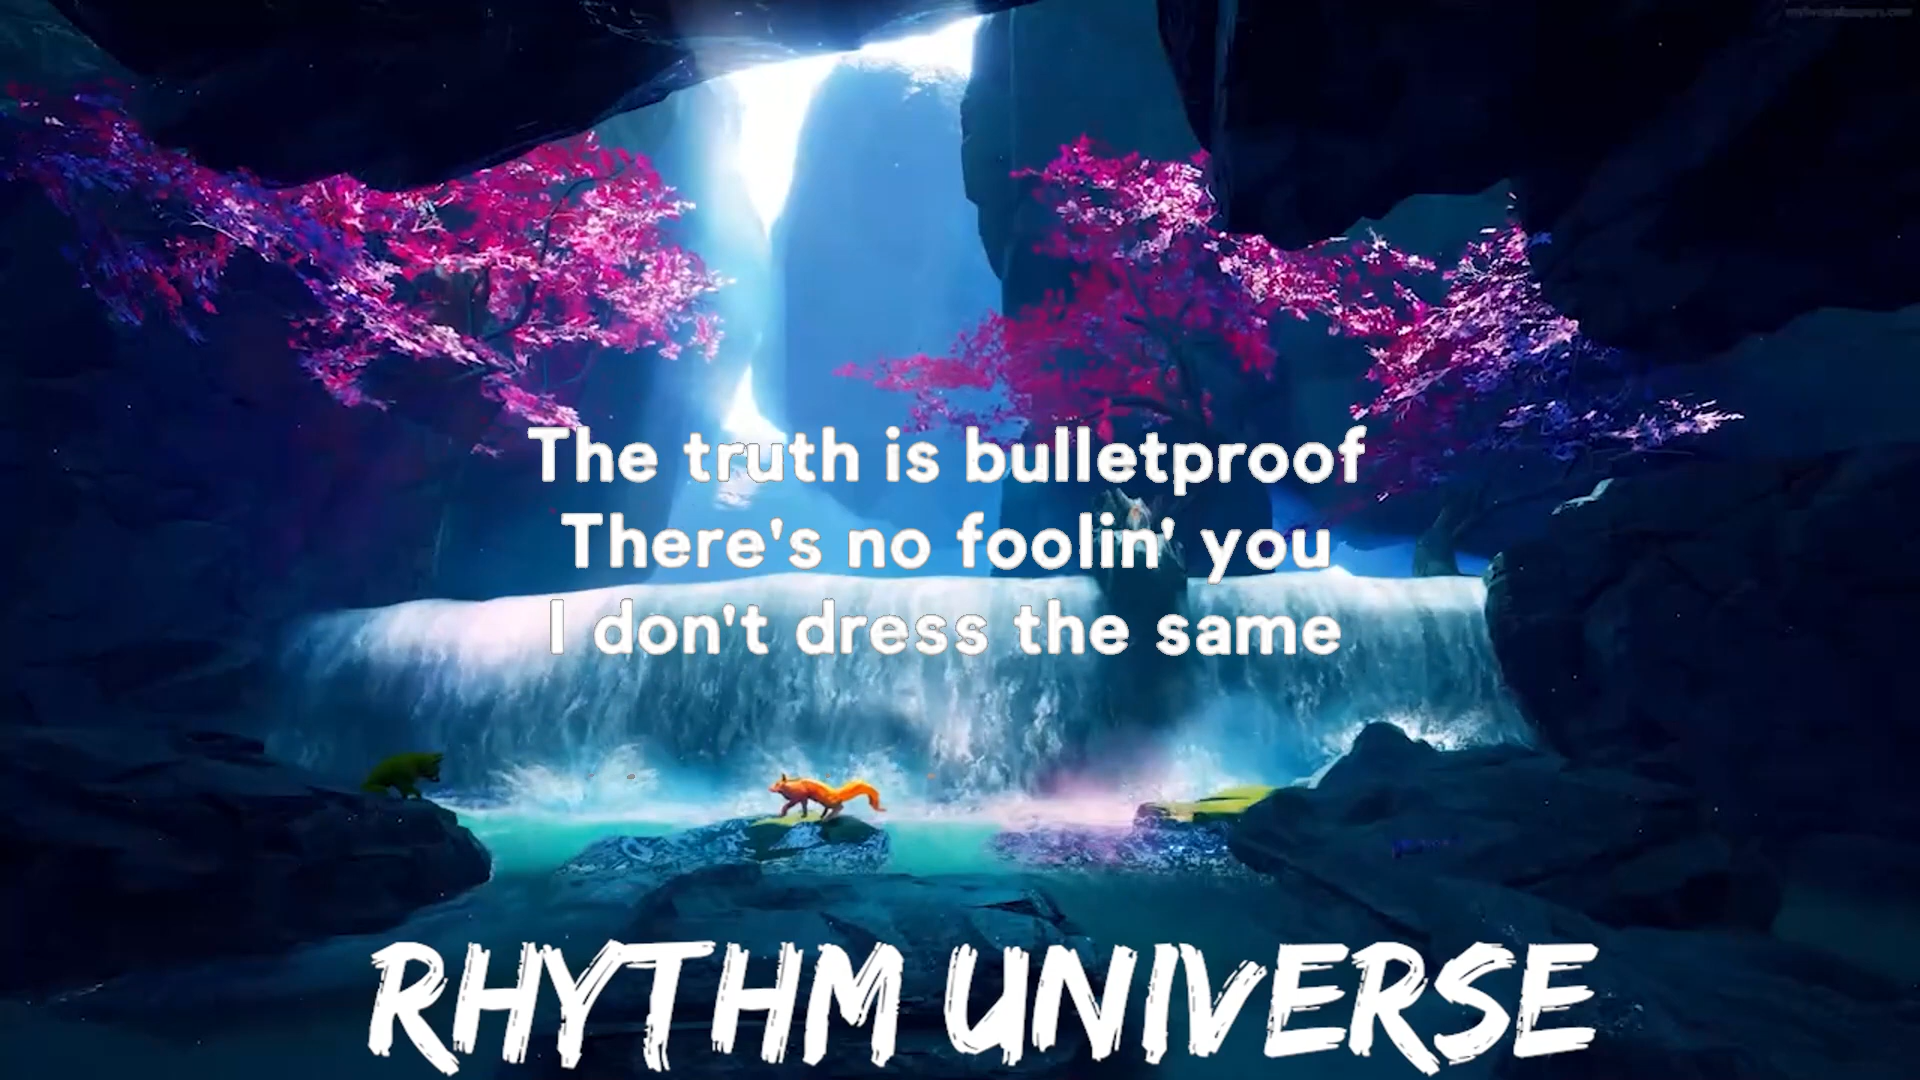 The truth is bulletproof
There's no foolin' you
I don't dress the same
RHYTHM UNIVERSE